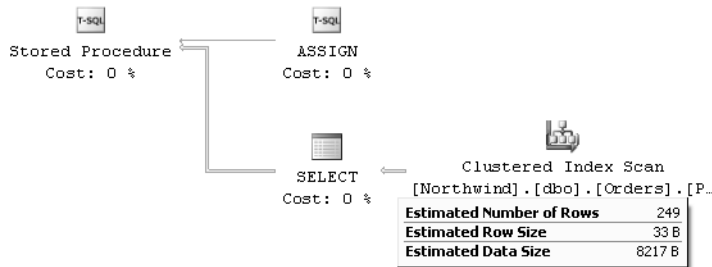 T-SQL
Stored Procedure
Cost: 0 %
T-SQL
ASSIGN
Cost: 0 %
SELECT
Cost: 0 %
Clustered Index Scan
[Northwind].[dbo].[Orders].[P…
Estimated Number of Rows 249
Estimated Row Size 33 B
Estimated Data Size 8217 B